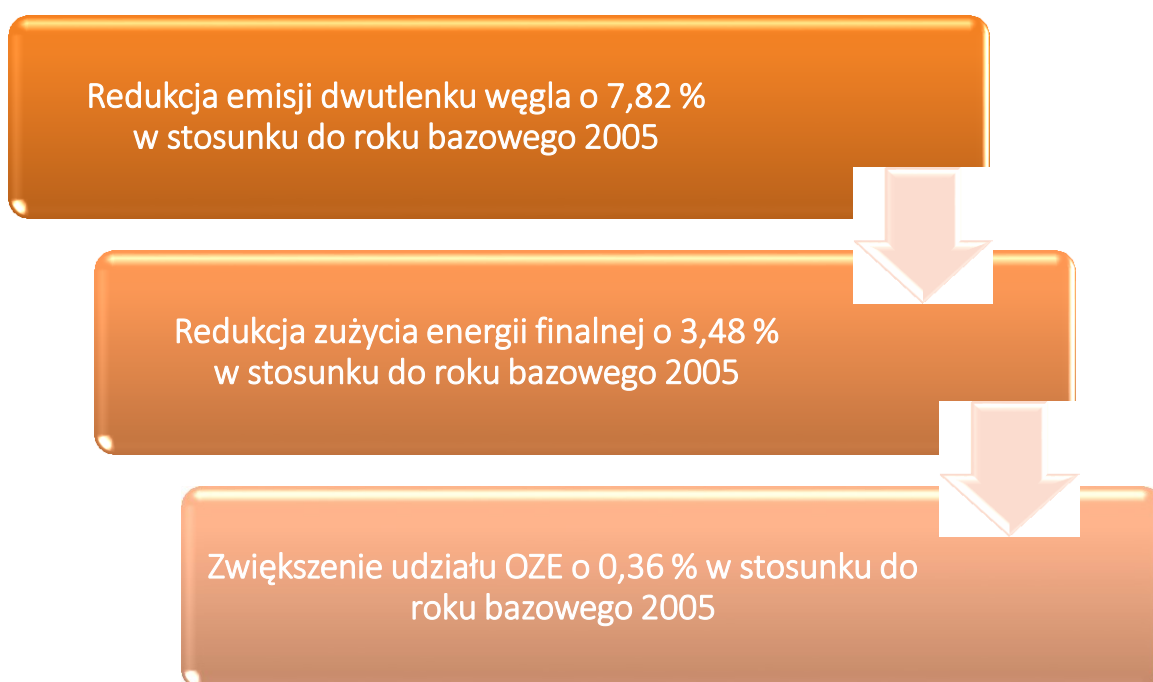 Redukcja emisji dwutlenku węgla o 7,82 %
w stosunku do roku bazowego 2005
Redukcja zużycia energii finalnej o 3,48 %
w stosunku do roku bazowego 2005
Zwiększenie udziału OZE o 0,36 % w stosunku do
roku bazowego 2005